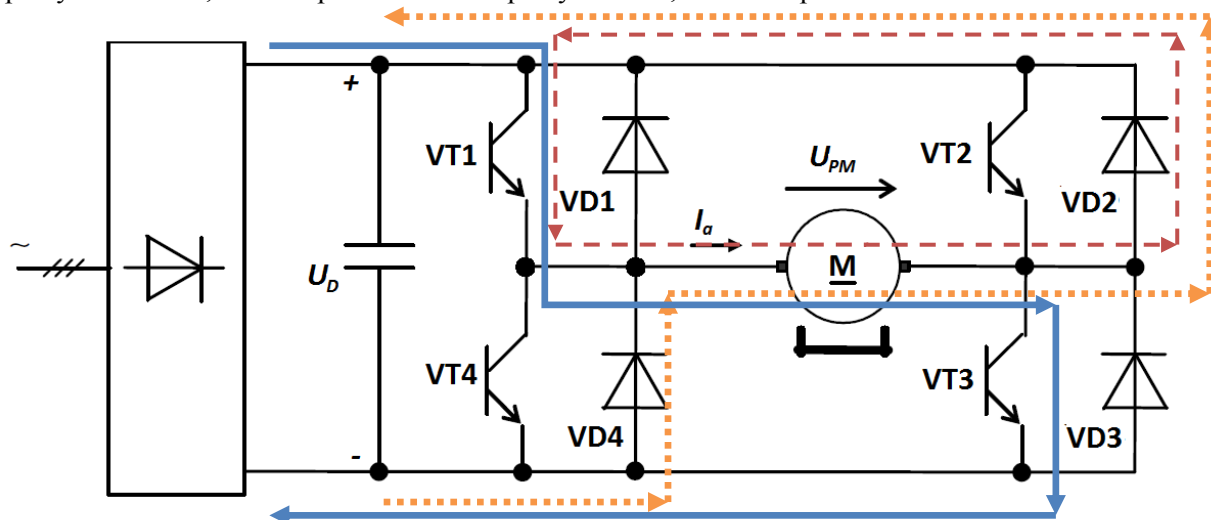 +
VT1
VD1
U_PM
I_a
VT2
VD2
~
U_D
M
VT4
VD4
VT3
VD3
-